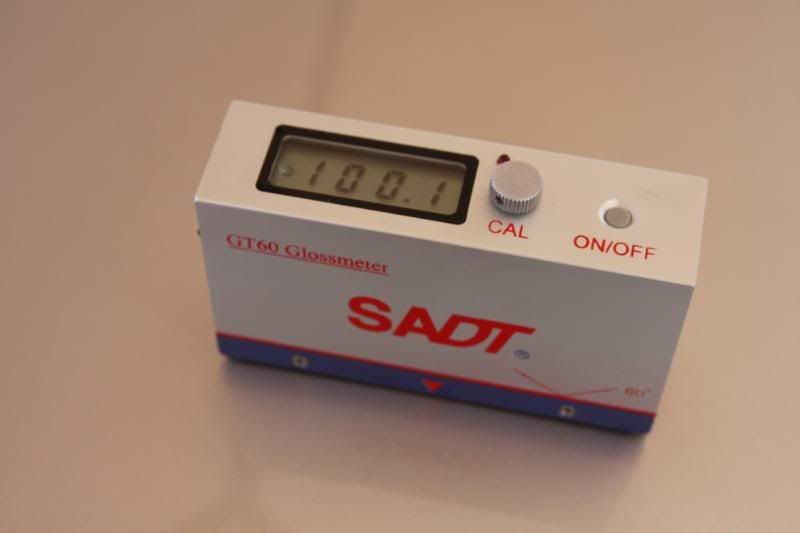 100.1
CAL
ON/OFF
GT60 Glossmeter
SADT®
60°